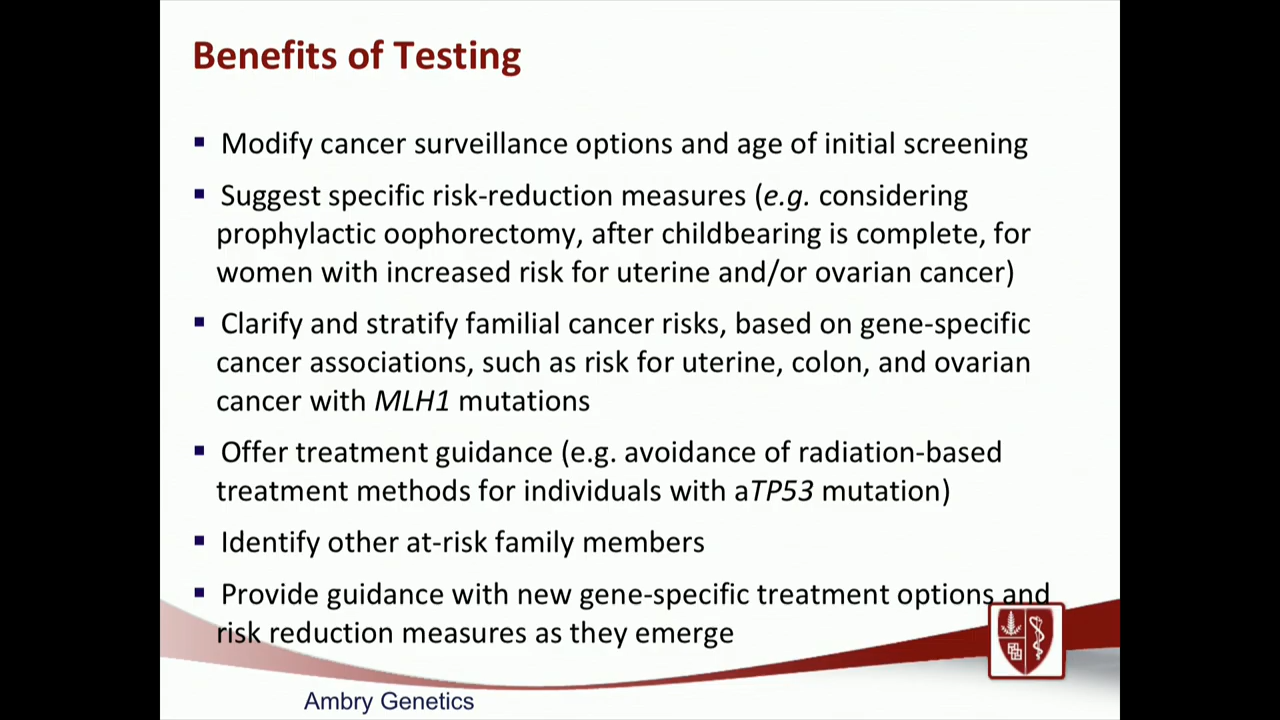 Benefits of Testing
▪ Modify cancer surveillance options and age of initial screening
▪ Suggest specific risk-reduction measures (e.g. considering
prophylactic oophorectomy, after childbearing is complete, for
women with increased risk for uterine and/or ovarian cancer)
▪ Clarify and stratify familial cancer risks, based on gene-specific
cancer associations, such as risk for uterine, colon, and ovarian
cancer with MLH1 mutations
▪ Offer treatment guidance (e.g. avoidance of radiation-based
treatment methods for individuals with aTP53 mutation)
▪ Identify other at-risk family members
▪ Provide guidance with new gene-specific treatment options and
risk reduction measures as they emerge
Ambry Genetics